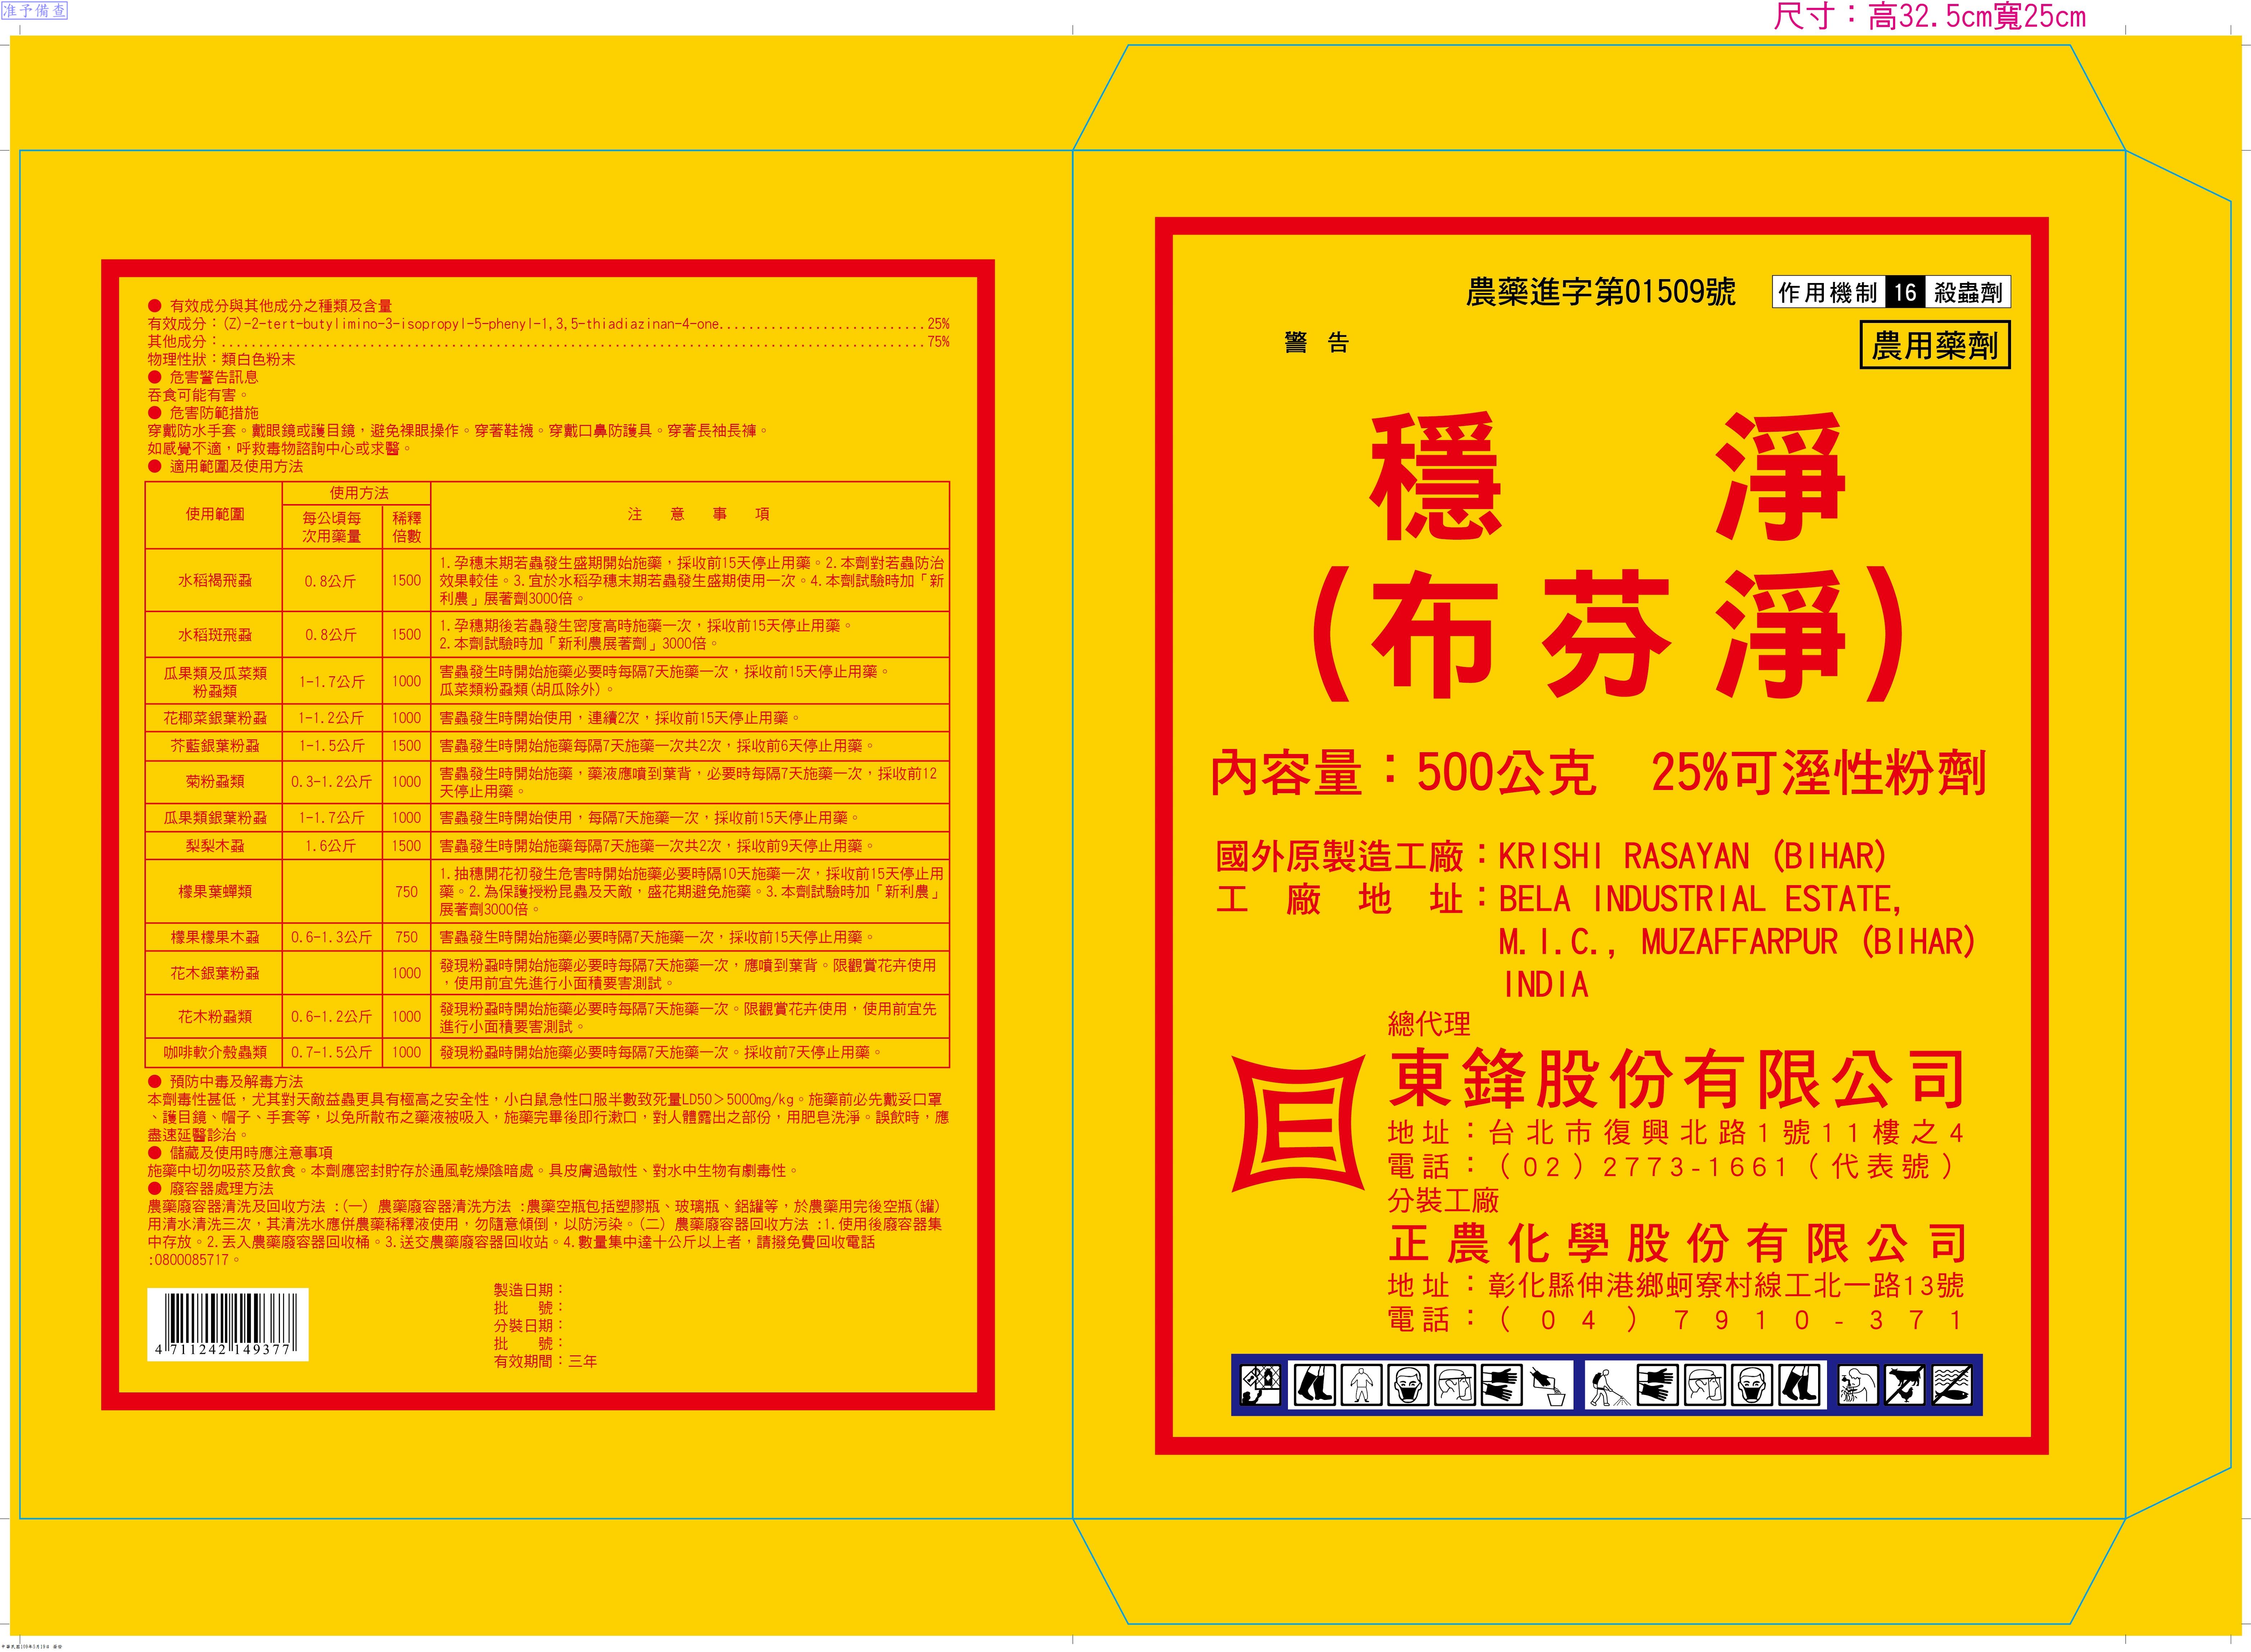 准予備查
尺寸：高32.5cm寬25cm
● 有效成分與其他成分之種類及含量
有效成分：(Z)-2-tert-butylimino-3-isopropyl-5-phenyl-1,3,5-thiadiazinan-4-one............................25%
其他成分：................................................................................................75%
物理性狀：類白色粉末
● 危害警告訊息
吞食可能有害。
● 危害防範措施
穿戴防水手套。戴眼鏡或護目鏡，避免裸眼操作。穿著鞋襪。穿戴口鼻防護具。穿著長袖長褲。
如感覺不適，呼救毒物諮詢中心或求醫。
● 適用範圍及使用方法
使用範圍 使用方法 注意事項
每公頃每次用藥量 稀釋倍數
水稻褐飛蝨 0.8公斤 1500
1.孕穗末期若蟲發生盛期開始施藥，採收前15天停止用藥。2.本劑對若蟲防治
效果較佳。3.宜於水稻孕穗末期若蟲發生盛期使用一次。4.本劑試驗時加「新
利農」展著劑3000倍。
水稻斑飛蝨 0.8公斤 1500
1.孕穗期後若蟲發生密度高時施藥一次，採收前15天停止用藥。
2.本劑試驗時加「新利農展著劑」3000倍。
瓜果類及瓜菜類
粉蝨類 1-1.7公斤 1000
害蟲發生時開始施藥必要時每隔7天施藥一次，採收前15天停止用藥。
瓜菜類粉蝨類(胡瓜除外)。
花椰菜銀葉粉蝨 1-1.2公斤 1000 害蟲發生時開始使用，連續2次，採收前15天停止用藥。
芥藍銀葉粉蝨 1-1.5公斤 1500 害蟲發生時開始施藥每隔7天施藥一次共2次，採收前6天停止用藥。
菊粉蝨類 0.3-1.2公斤 1000
害蟲發生時開始施藥，藥液應噴到葉背，必要時每隔7天施藥一次，採收前12
天停止用藥。
瓜果類銀葉粉蝨 1-1.7公斤 1000 害蟲發生時開始使用，每隔7天施藥一次，採收前15天停止用藥。
梨梨木蝨 1.6公斤 1500 害蟲發生時開始施藥每隔7天施藥一次共2次，採收前9天停止用藥。
檬果葉蟬類 750
1.抽穗開花初發生危害時開始施藥必要時隔10天施藥一次，採收前15天停止用
藥。2.為保護授粉昆蟲及天敵，盛花期避免施藥。3.本劑試驗時加「新利農」
展著劑3000倍。
檬果檬果木蝨 0.6-1.3公斤 750 害蟲發生時開始施藥必要時隔7天施藥一次，採收前15天停止用藥。
花木銀葉粉蝨 1000
發現粉蝨時開始施藥必要時每隔7天施藥一次，應噴到葉背。限觀賞花卉使用
，使用前宜先進行小面積要害測試。
花木粉蝨類 0.6-1.2公斤 1000
發現粉蝨時開始施藥必要時每隔7天施藥一次。限觀賞花卉使用，使用前宜先
進行小面積要害測試。
咖啡軟介殼蟲類 0.7-1.5公斤 1000 發現粉蝨時開始施藥必要時每隔7天施藥一次。採收前7天停止用藥。
● 預防中毒及解毒方法
本劑毒性甚低，尤其對天敵益蟲更具有極高之安全性，小白鼠急性口服半數致死量LD50＞5000mg/kg。施藥前必先戴妥口罩
、護目鏡、帽子、手套等，以免所散布之藥液被吸入，施藥完畢後即行漱口，對人體露出之部份，用肥皂洗淨。誤飲時，應
盡速延醫診治。
● 儲藏及使用時應注意事項
施藥中切勿吸菸及飲食。本劑應密封貯存於通風乾燥陰暗處。具皮膚過敏性、對水中生物有劇毒性。
● 廢容器處理方法
農藥廢容器清洗及回收方法 :(一) 農藥廢容器清洗方法 :農藥空瓶包括塑膠瓶、玻璃瓶、鋁罐等，於農藥用完後空瓶(罐)
用清水清洗三次，其清洗水應併農藥稀釋液使用，勿隨意傾倒，以防污染。(二) 農藥廢容器回收方法 :1.使用後廢容器集
中存放。2.丟入農藥廢容器回收桶。3.送交農藥廢容器回收站。4.數量集中達十公斤以上者，請撥免費回收電話
:0800085717。
4 711242 149377
製造日期：
批　　號：
分裝日期：
批　　號：
有效期間：三年
農藥進字第01509號
作用機制 16 殺蟲劑
警 告
農用藥劑
穩 淨
(布芬淨)
內容量：500公克 25%可溼性粉劑
國外原製造工廠：KRISHI RASAYAN (BIHAR)
工廠地址：BELA INDUSTRIAL ESTATE,
M.I.C., MUZAFFARPUR (BIHAR)
INDIA
總代理
東鋒股份有限公司
地址：台北市復興北路1號11樓之4
電話：(02)2773-1661(代表號)
分裝工廠
正農化學股份有限公司
地址：彰化縣伸港鄉蚵寮村線工北一路13號
電話：(04)7910-371